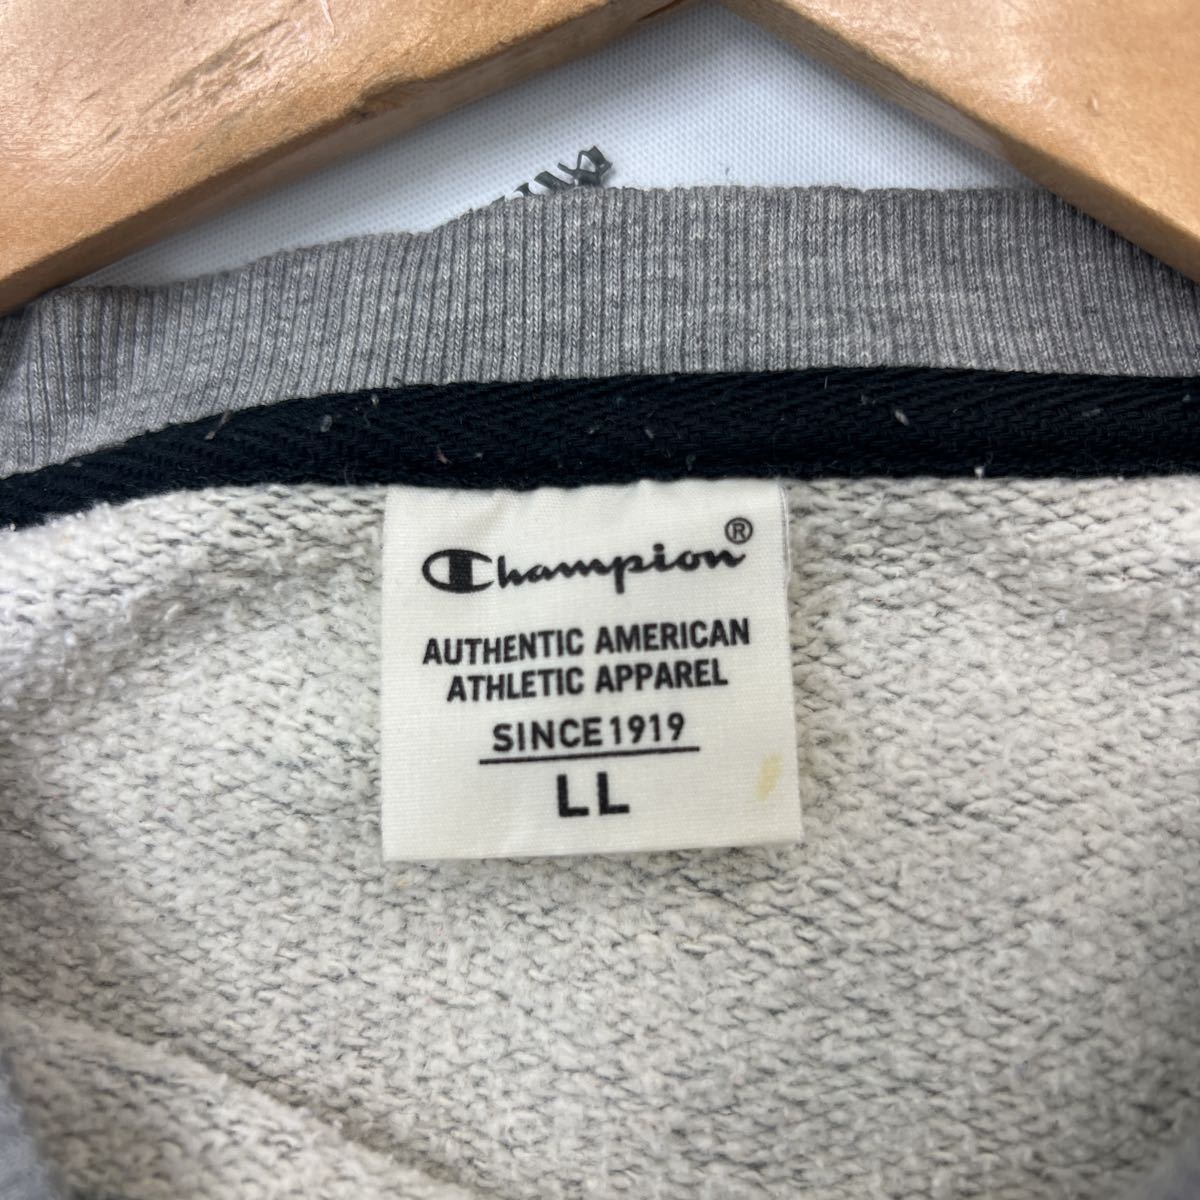 Champion®
AUTHENTIC AMERICAN
ATHLETIC APPAREL
SINCE 1919
LL